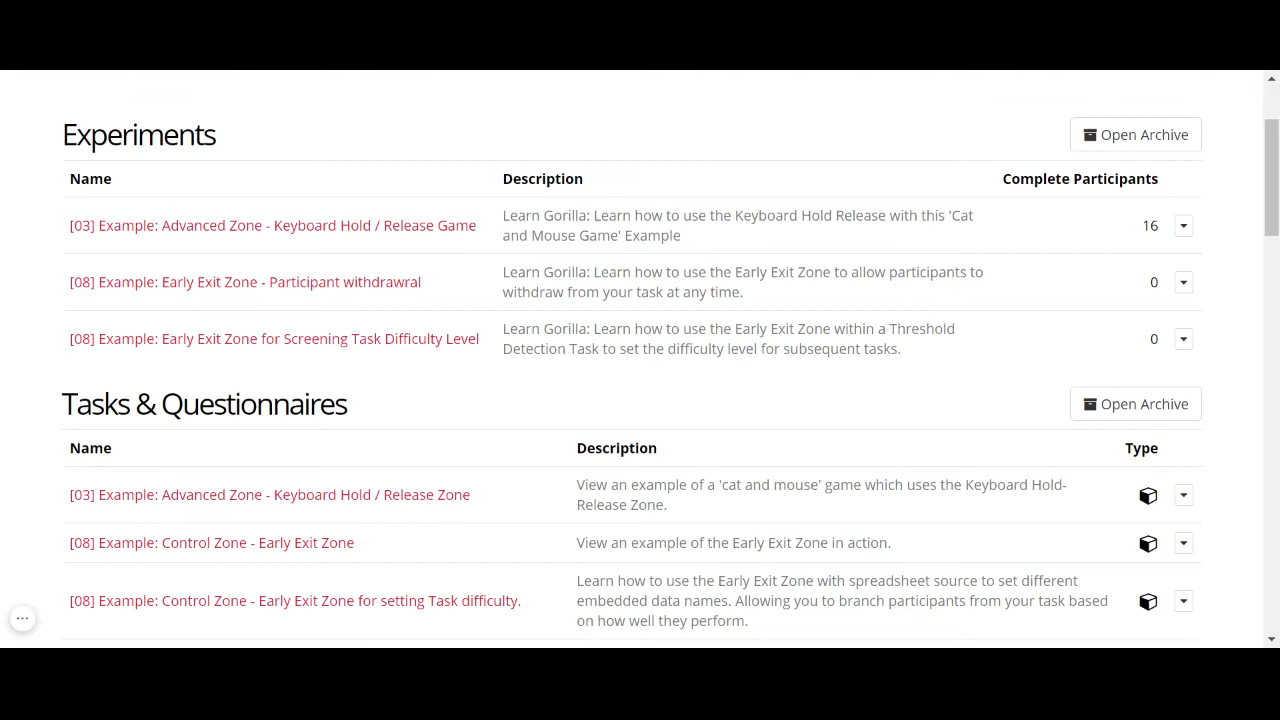 Experiments
Open Archive
Name Description Complete Participants
[03] Example: Advanced Zone - Keyboard Hold / Release Game
Learn Gorilla: Learn how to use the Keyboard Hold Release with this 'Cat
and Mouse Game' Example
16
[08] Example: Early Exit Zone - Participant withdrawral
Learn Gorilla: Learn how to use the Early Exit Zone to allow participants to
withdraw from your task at any time.
0
[08] Example: Early Exit Zone for Screening Task Difficulty Level
Learn Gorilla: Learn how to use the Early Exit Zone within a Threshold
Detection Task to set the difficulty level for subsequent tasks.
0
Tasks & Questionnaires
Open Archive
Name Description Type
[03] Example: Advanced Zone - Keyboard Hold / Release Zone
View an example of a 'cat and mouse' game which uses the Keyboard Hold-
Release Zone.
[08] Example: Control Zone - Early Exit Zone
View an example of the Early Exit Zone in action.
[08] Example: Control Zone - Early Exit Zone for setting Task difficulty.
Learn how to use the Early Exit Zone with spreadsheet source to set different
embedded data names. Allowing you to branch participants from your task based
on how well they perform.